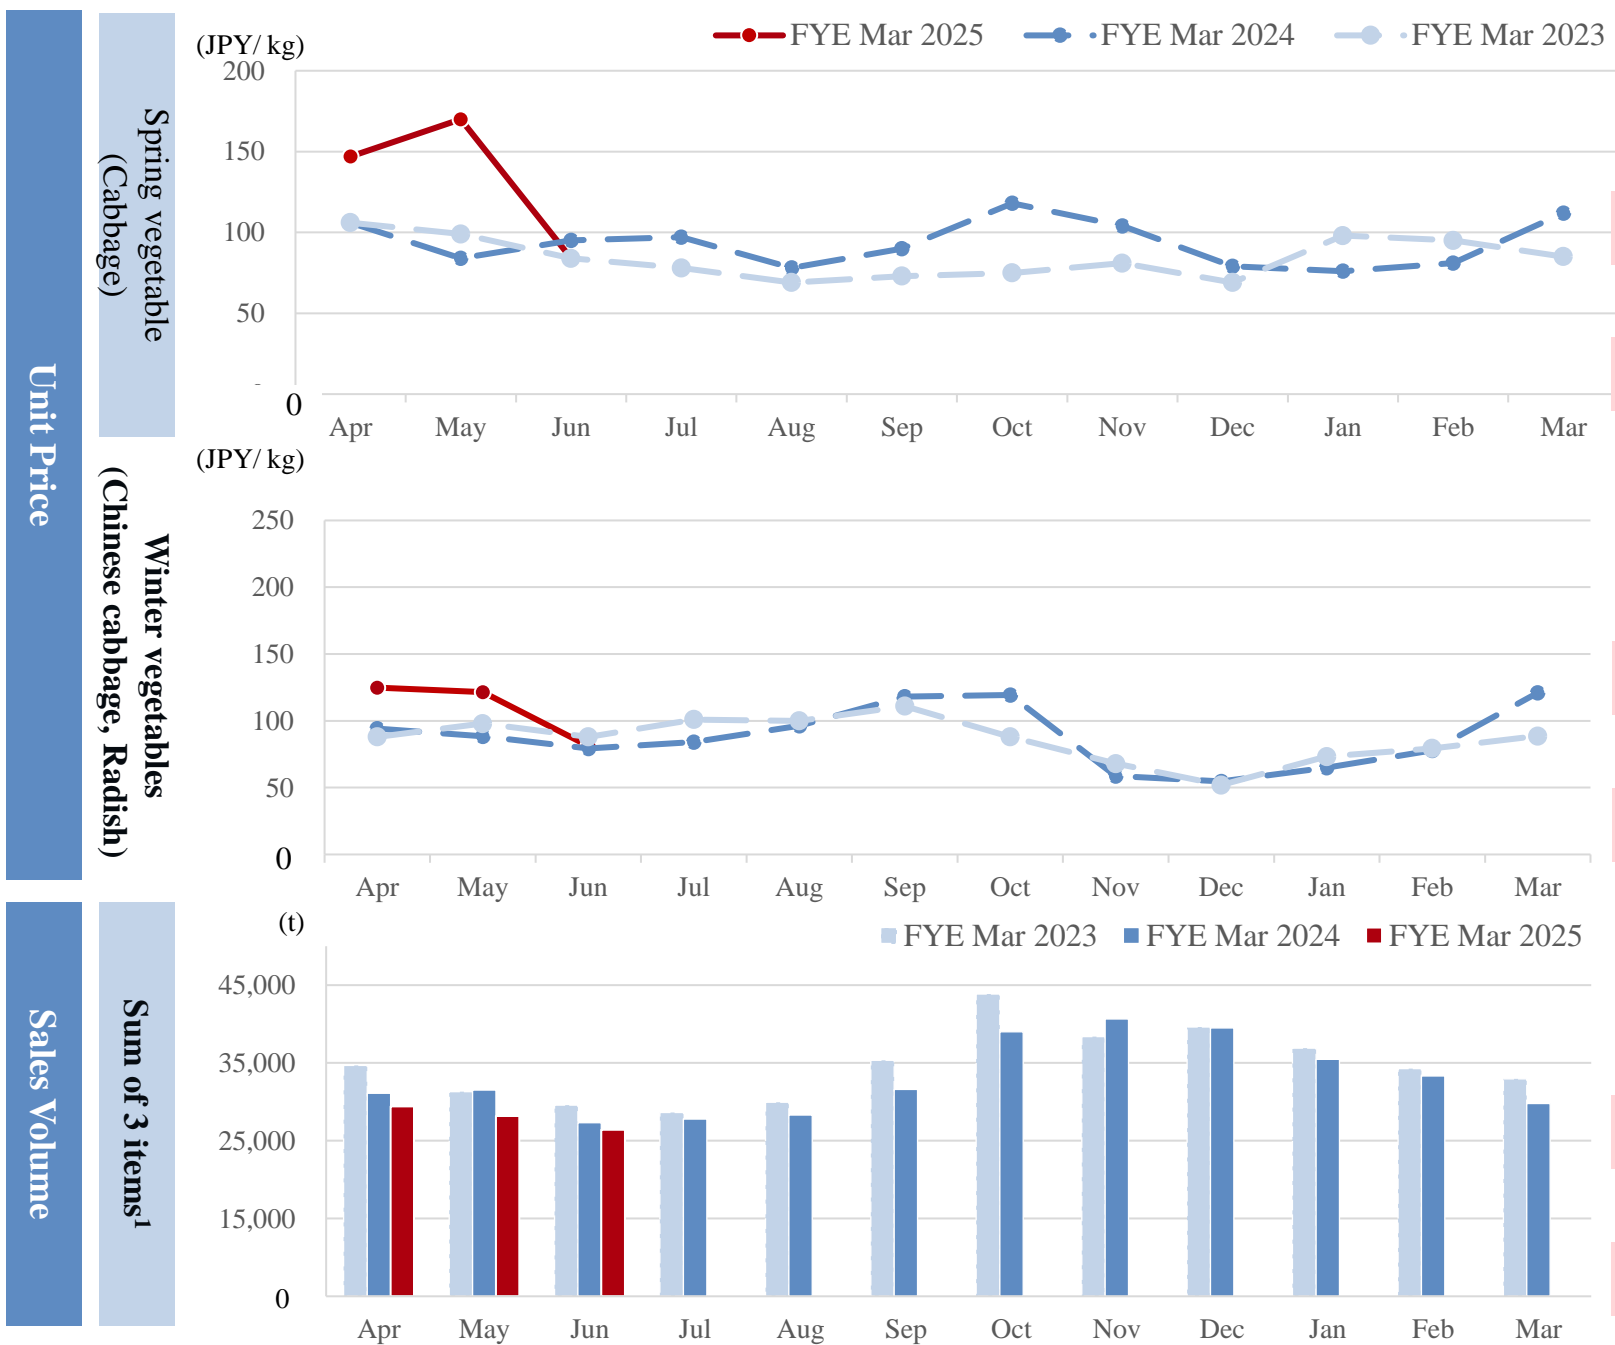 Unit Price
Spring vegetable
(Cabbage)
(JPY/ kg)
FYE Mar 2025
FYE Mar 2024
FYE Mar 2023
200
150
100
50
-
0
Apr May Jun Jul Aug Sep Oct Nov Dec Jan Feb Mar
Winter vegetables
(Chinese cabbage, Radish)
(JPY/ kg)
250
200
150
100
50
0
Apr May Jun Jul Aug Sep Oct Nov Dec Jan Feb Mar
Sales Volume
Sum of 3 items1
(t)
FYE Mar 2023
FYE Mar 2024
FYE Mar 2025
45,000
35,000
25,000
15,000
0
Apr May Jun Jul Aug Sep Oct Nov Dec Jan Feb Mar